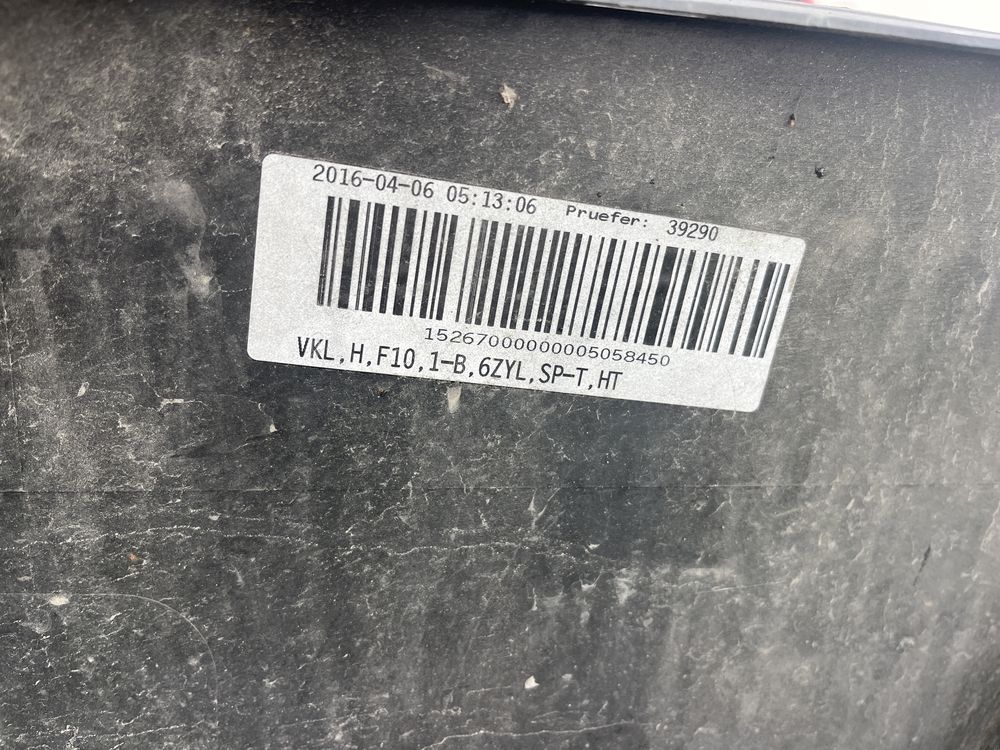 2016-04-06 05:13:06 Pruefer: 39290
15267000000005058450
VKL,H,F10,1-B,6ZYL,SP-T,HT